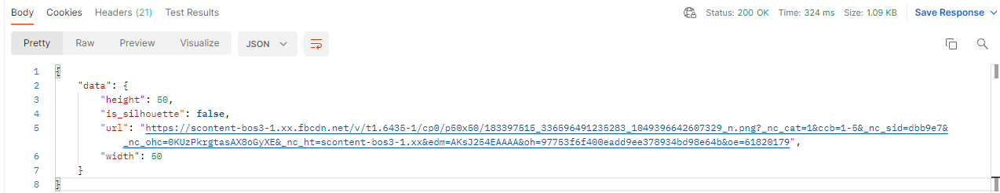 Body Cookies Headers (21) Test Results Status: 200 OK Time: 324 ms Size: 1.09 KB Save Response
Pretty Raw Preview Visualize JSON
1 {
2 "data": {
3 "height": 50,
4 "is_silhouette": false,
5 "url": "https://scontent-bos3-1.xx.fbcdn.net/v/t1.6435-1/cp0/p50x50/183397515_336596491235283_1049396642607329_n.png?_nc_cat=1&ccb=1-5&_nc_sid=dbb9e7&
_nc_ohc=0KUzPkrgtasAX8oGyXE&_nc_ht=scontent-bos3-1.xx&edm=AKsJ254EAAAA&oh=97753f6f400eadd9ee378934bd98e64b&oe=61820179",
6 "width": 50
7 }
8 }